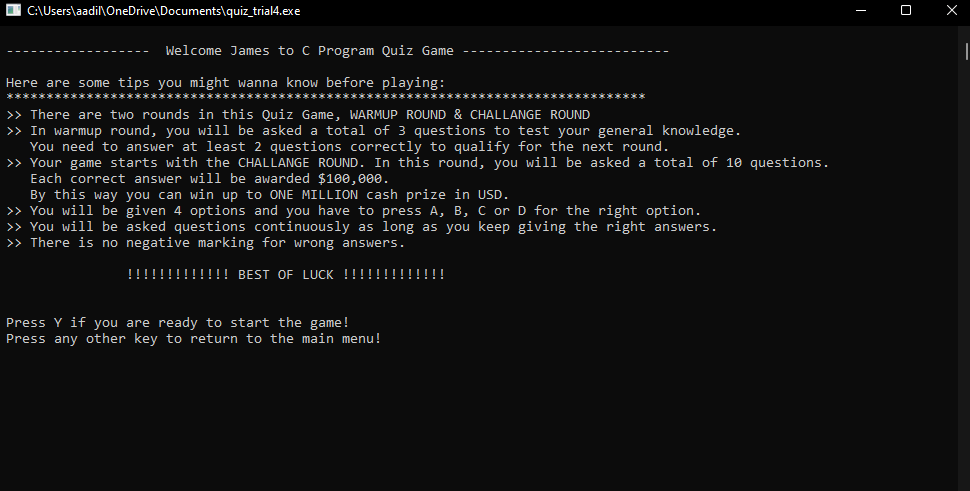 C:\Users\aadil\OneDrive\Documents\quiz_trial4.exe
------------------  Welcome James to C Program Quiz Game --------------------------
Here are some tips you might wanna know before playing:
********************************************************************************
>> There are two rounds in this Quiz Game, WARMUP ROUND & CHALLANGE ROUND
>> In warmup round, you will be asked a total of 3 questions to test your general knowledge.
   You need to answer at least 2 questions correctly to qualify for the next round.
>> Your game starts with the CHALLANGE ROUND. In this round, you will be asked a total of 10 questions.
   Each correct answer will be awarded $100,000.
   By this way you can win up to ONE MILLION cash prize in USD.
>> You will be given 4 options and you have to press A, B, C or D for the right option.
>> You will be asked questions continuously as long as you keep giving the right answers.
>> There is no negative marking for wrong answers.
!!!!!!!!!!!!! BEST OF LUCK !!!!!!!!!!!!!
Press Y if you are ready to start the game!
Press any other key to return to the main menu!